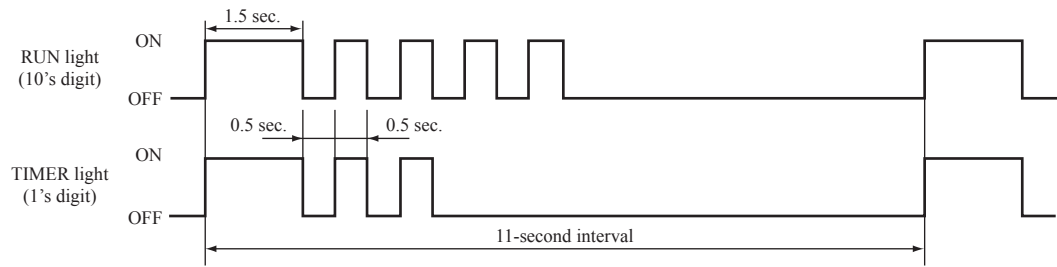 1.5 sec.
ON
RUN light
(10's digit)
OFF
0.5 sec.
0.5 sec.
ON
TIMER light
(1's digit)
OFF
11-second interval